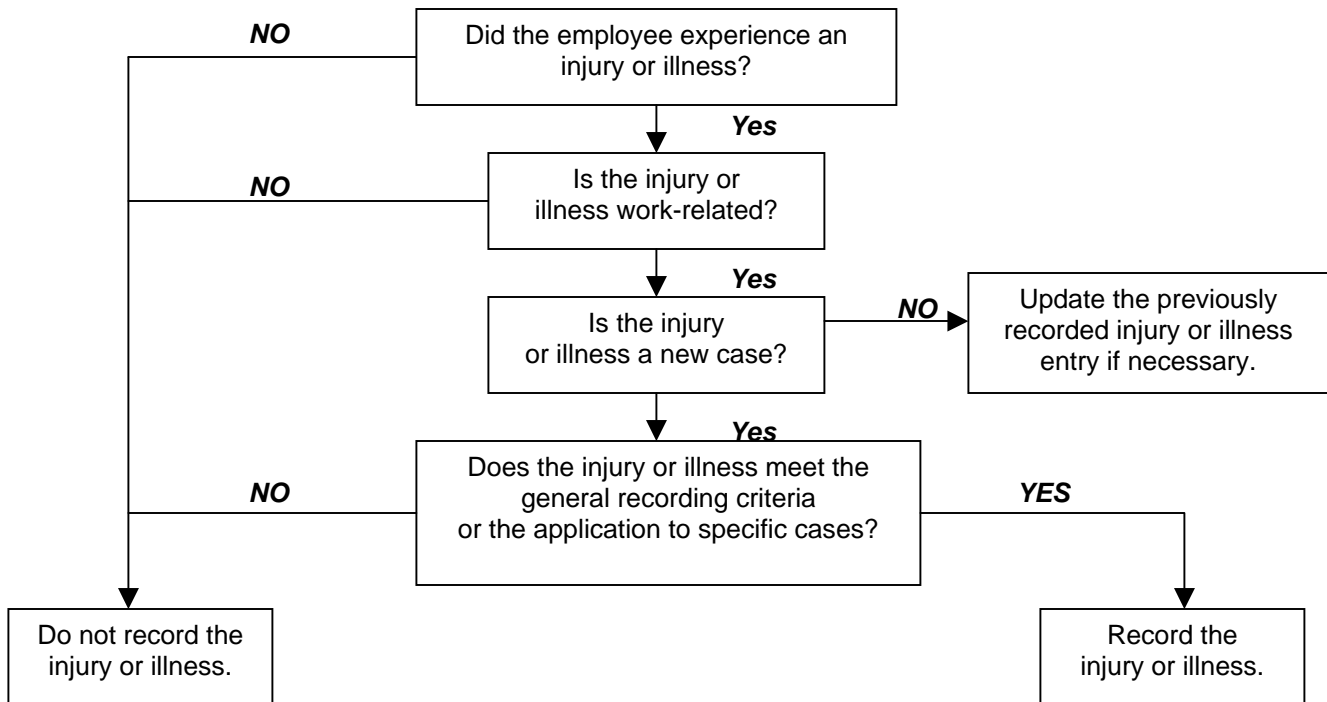 NO
Did the employee experience an
injury or illness?
Yes
NO
Is the injury or
illness work-related?
Yes
Is the injury
or illness a new case?
NO
Update the previously
recorded injury or illness
entry if necessary.
Yes
NO
Does the injury or illness meet the
general recording criteria
or the application to specific cases?
YES
Do not record the
injury or illness.
Record the
injury or illness.